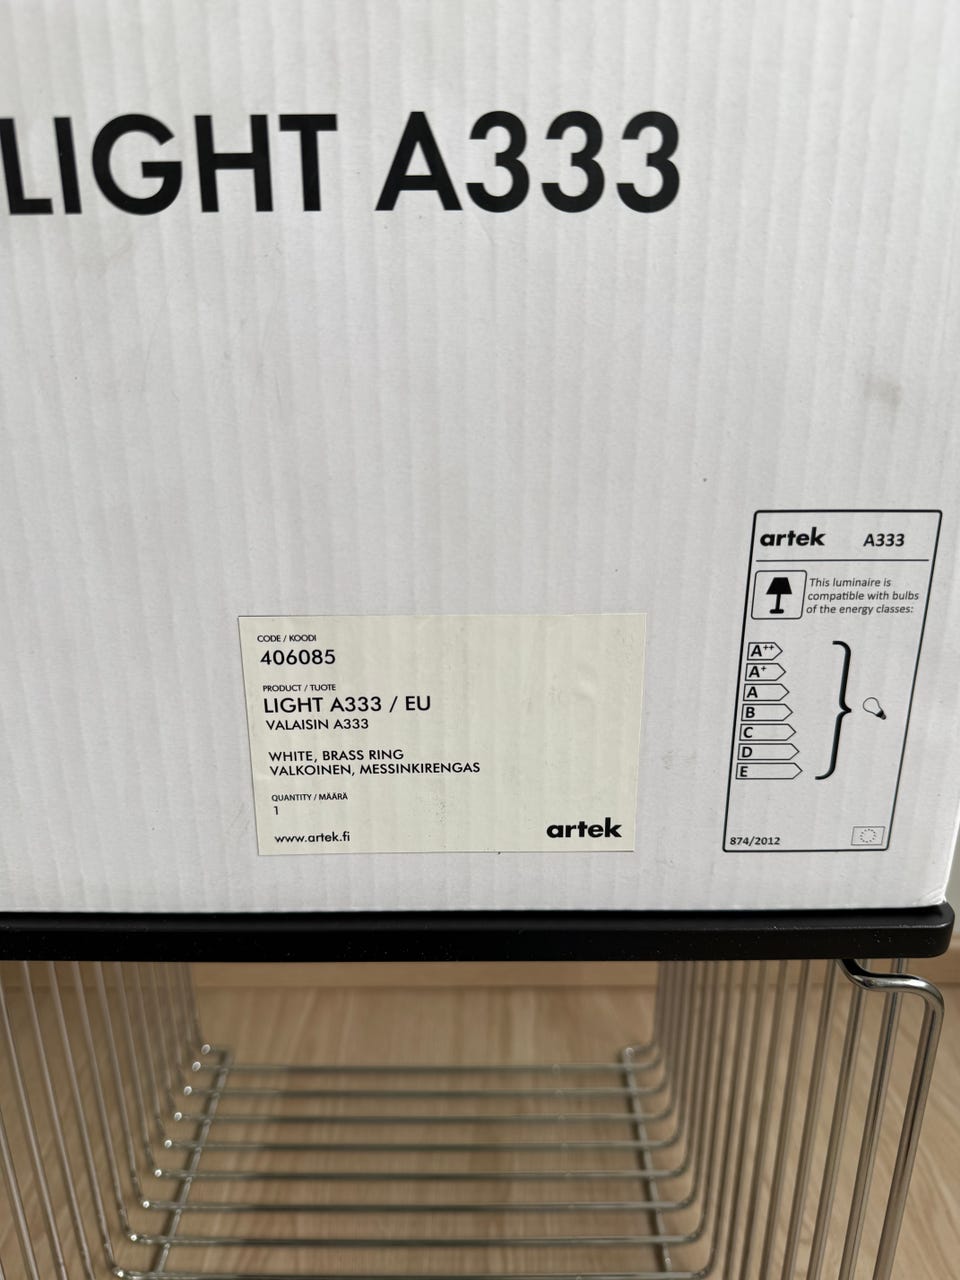 LIGHT A333
artek A333
This luminaire is
compatible with bulbs
of the energy classes:
A++
A+
A
B
C
D
E
874/2012
CODE / KOODI
406085
PRODUCT / TUOTE
LIGHT A333 / EU
VALAISIN A333
WHITE, BRASS RING
VALKOINEN, MESSINKIRENGAS
QUANTITY / MÄÄRÄ
1
www.artek.fi
artek